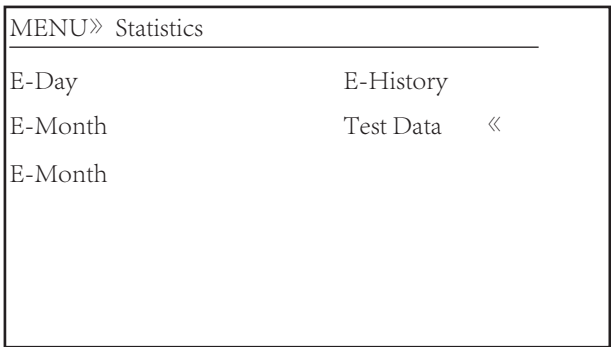 MENU》 Statistics
E-Day E-History
E-Month Test Data 《
E-Month